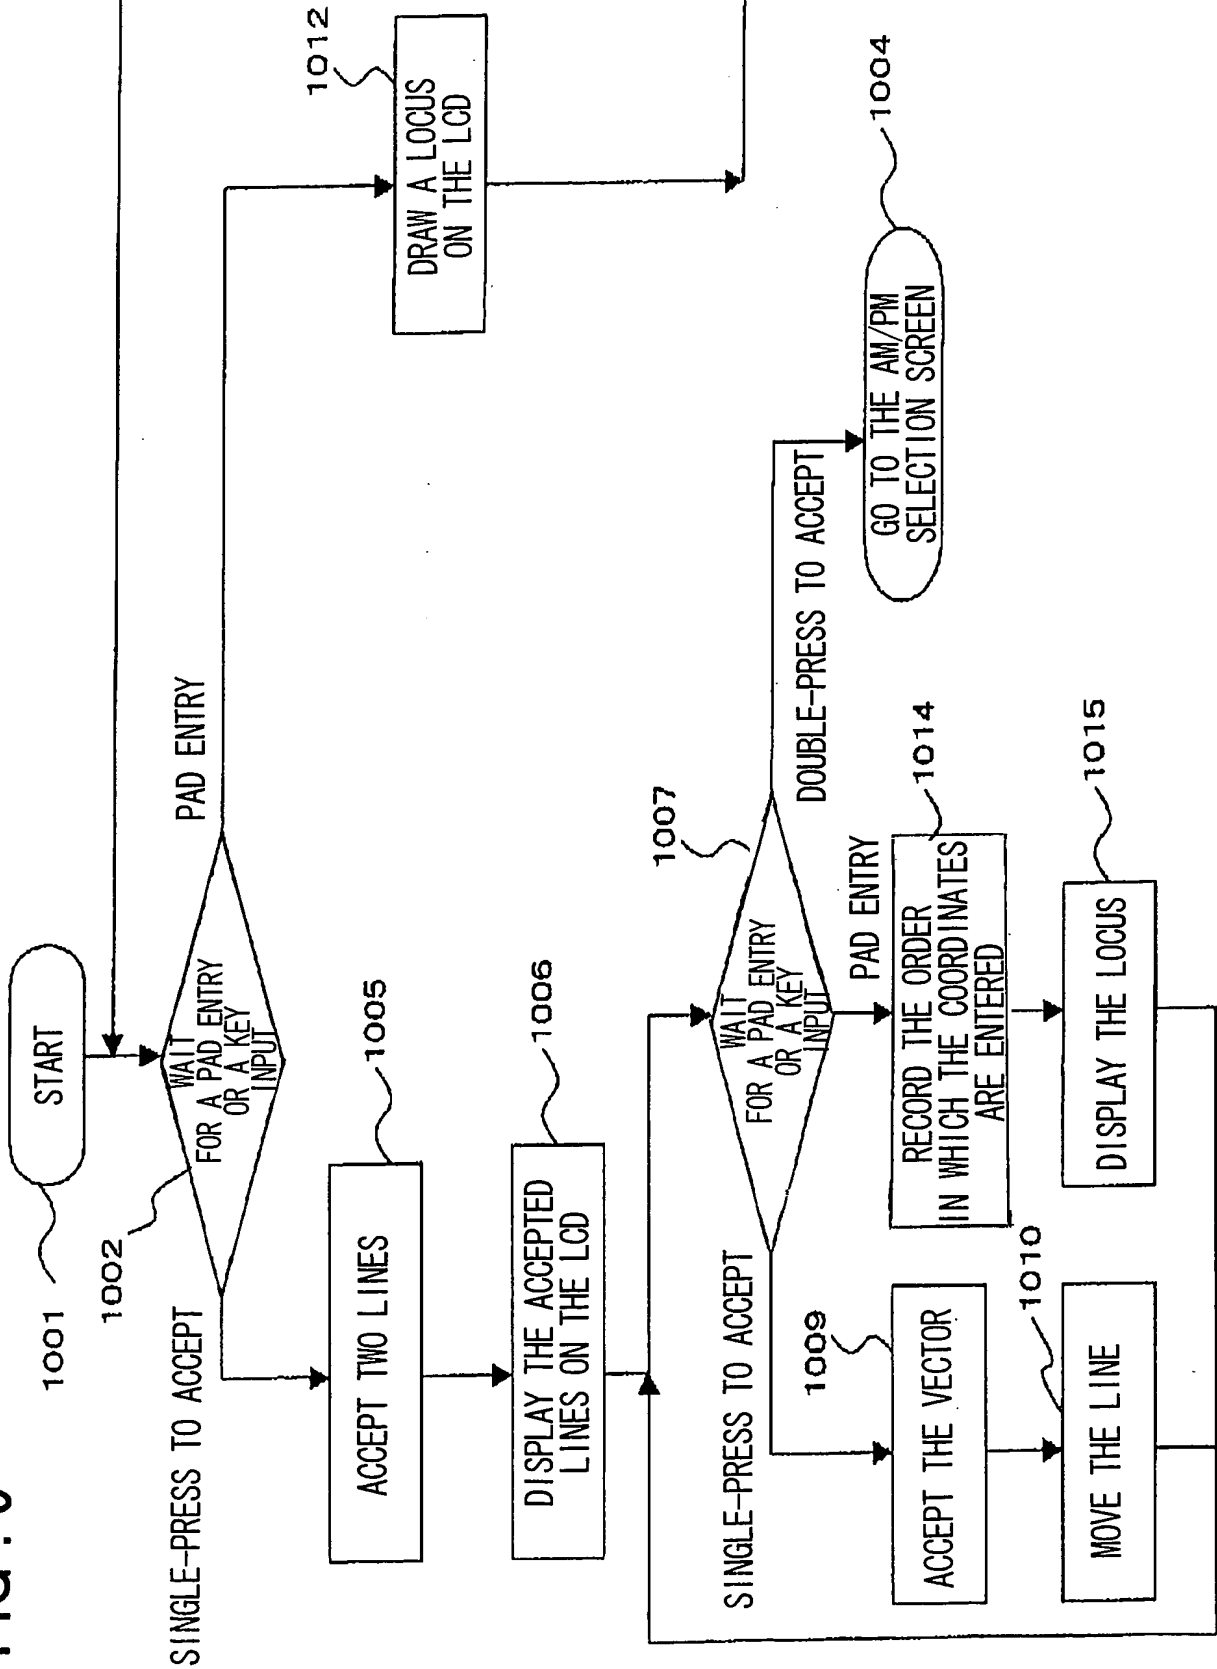 1001
START
1002
WAIT
FOR A PAD ENTRY
OR A KEY
INPUT
SINGLE-PRESS TO ACCEPT
PAD ENTRY
1012
DRAW A LOCUS
ON THE LCD
1005
ACCEPT TWO LINES
1006
DISPLAY THE ACCEPTED
LINES ON THE LCD
1007
WAIT
FOR A PAD ENTRY
OR A KEY
INPUT
SINGLE-PRESS TO ACCEPT
DOUBLE-PRESS TO ACCEPT
1004
GO TO THE AM/PM
SELECTION SCREEN
PAD ENTRY
1009
ACCEPT THE VECTOR
1014
RECORD THE ORDER
IN WHICH THE COORDINATES
ARE ENTERED
1010
MOVE THE LINE
1015
DISPLAY THE LOCUS